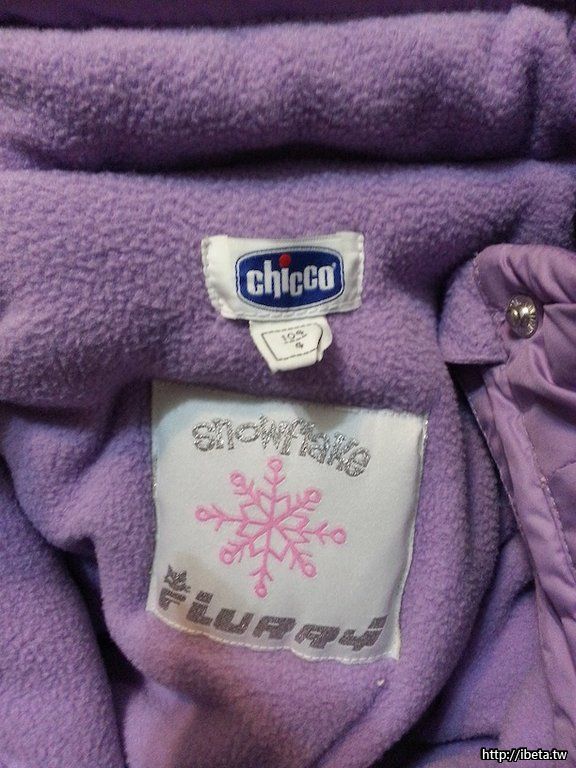 chicco
104
4
snowflake
FLURRY
http://ibeta.tw